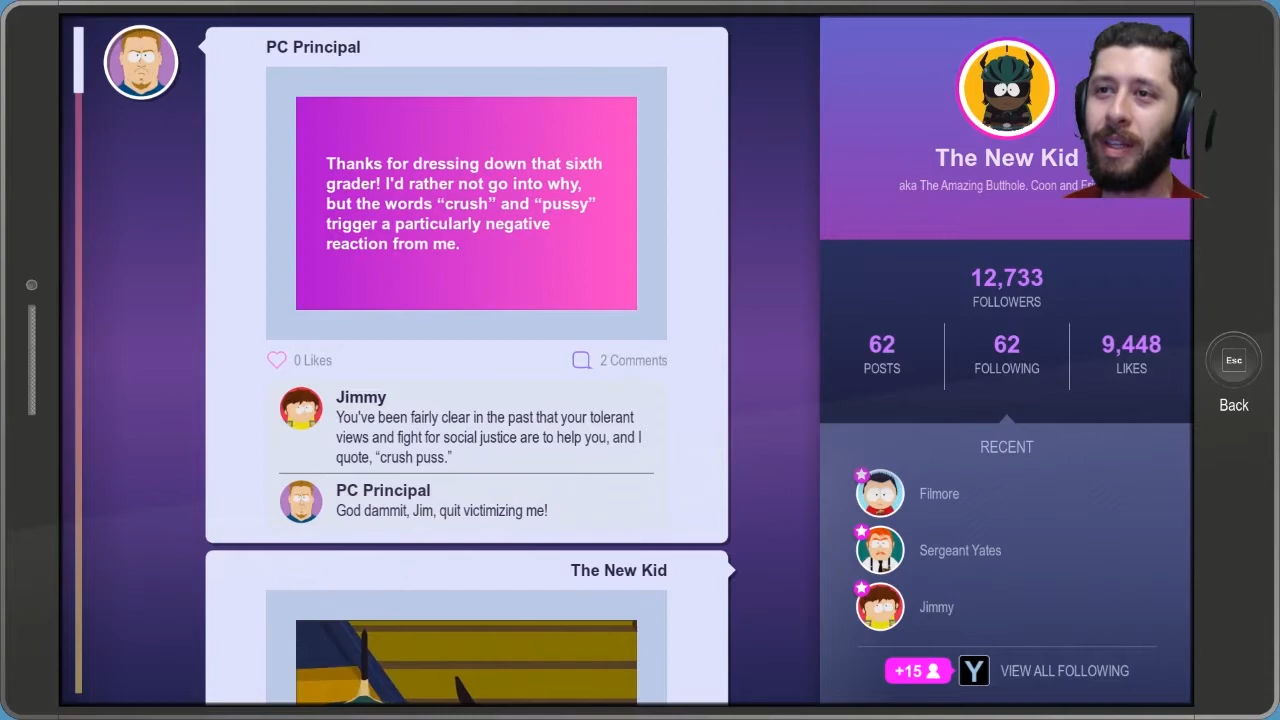 PC Principal
Thanks for dressing down that sixth
grader! I'd rather not go into why,
but the words “crush” and “pussy”
trigger a particularly negative
reaction from me.
0 Likes
2 Comments
Jimmy
You've been fairly clear in the past that your tolerant
views and fight for social justice are to help you, and I
quote, “crush puss.”
PC Principal
God dammit, Jim, quit victimizing me!
The New Kid
The New Kid
aka The Amazing Butthole. Coon and
12,733
FOLLOWERS
62
POSTS
62
FOLLOWING
9,448
LIKES
RECENT
Filmore
Sergeant Yates
Jimmy
+15
Y
VIEW ALL FOLLOWING
Esc
Back